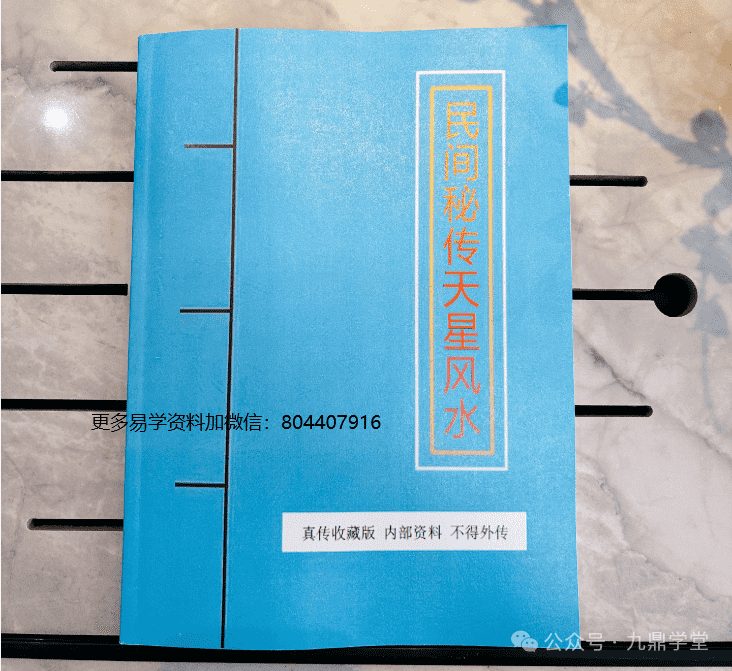 民间秘传天星风水
更多易学资料加微信：804407916
真传收藏版 内部资料 不得外传
公众号·九鼎学堂